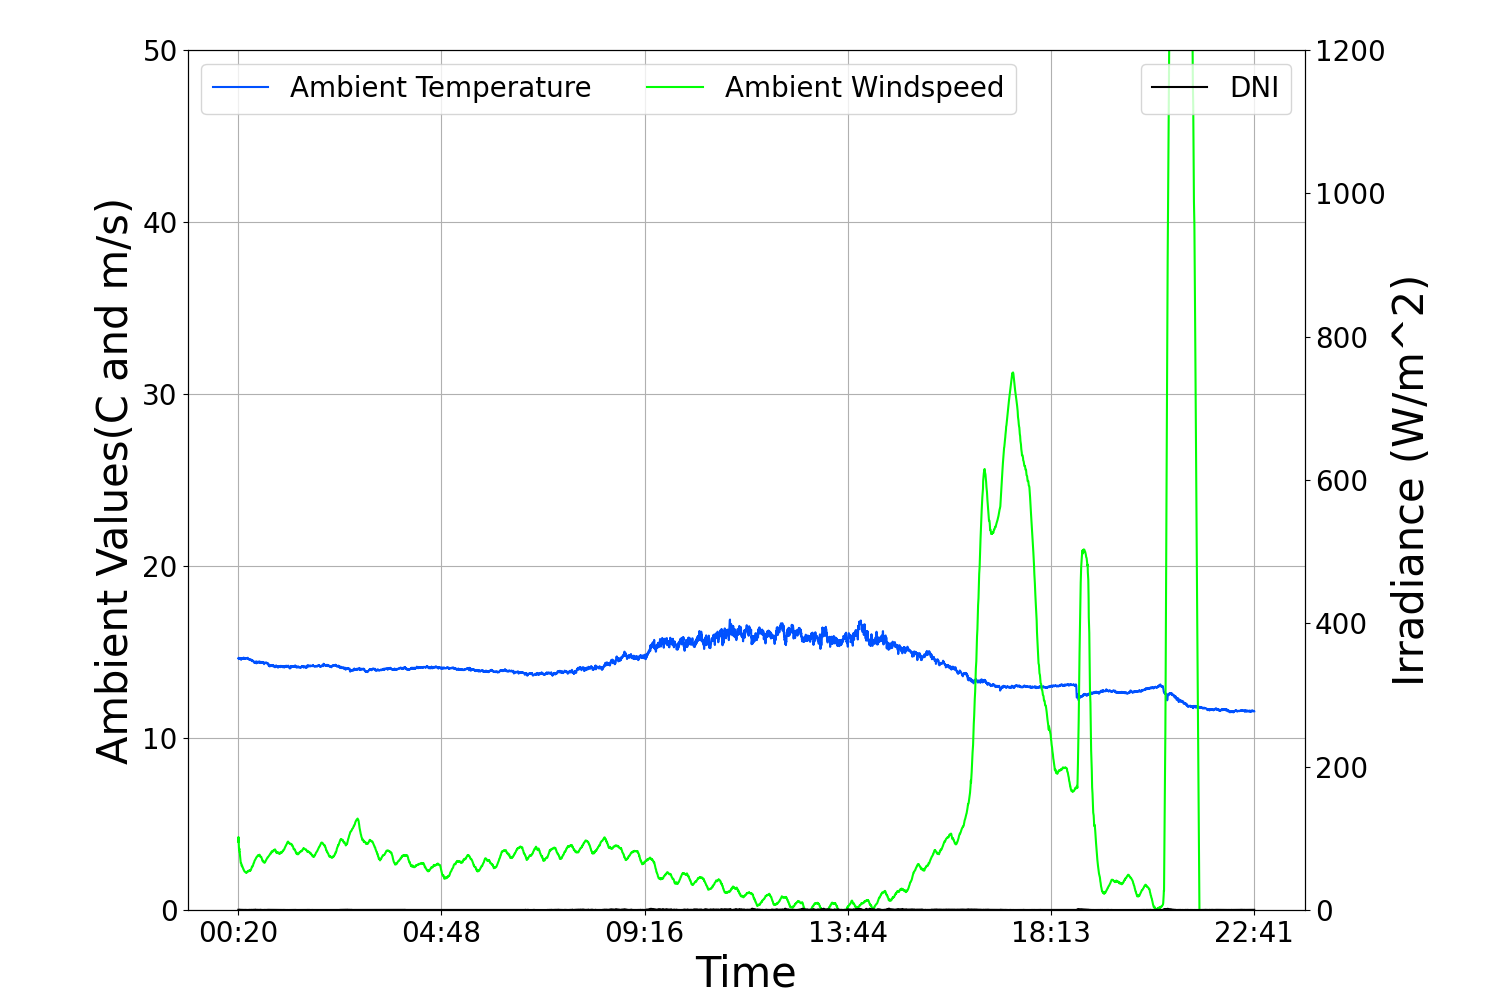 Ambient Temperature
Ambient Windspeed
DNI
Ambient Values(C and m/s)
50
40
30
20
10
0
1200
1000
800
600
400
200
0
Irradiance (W/m^2)
00:20 04:48 09:16 13:44 18:13 22:41
Time